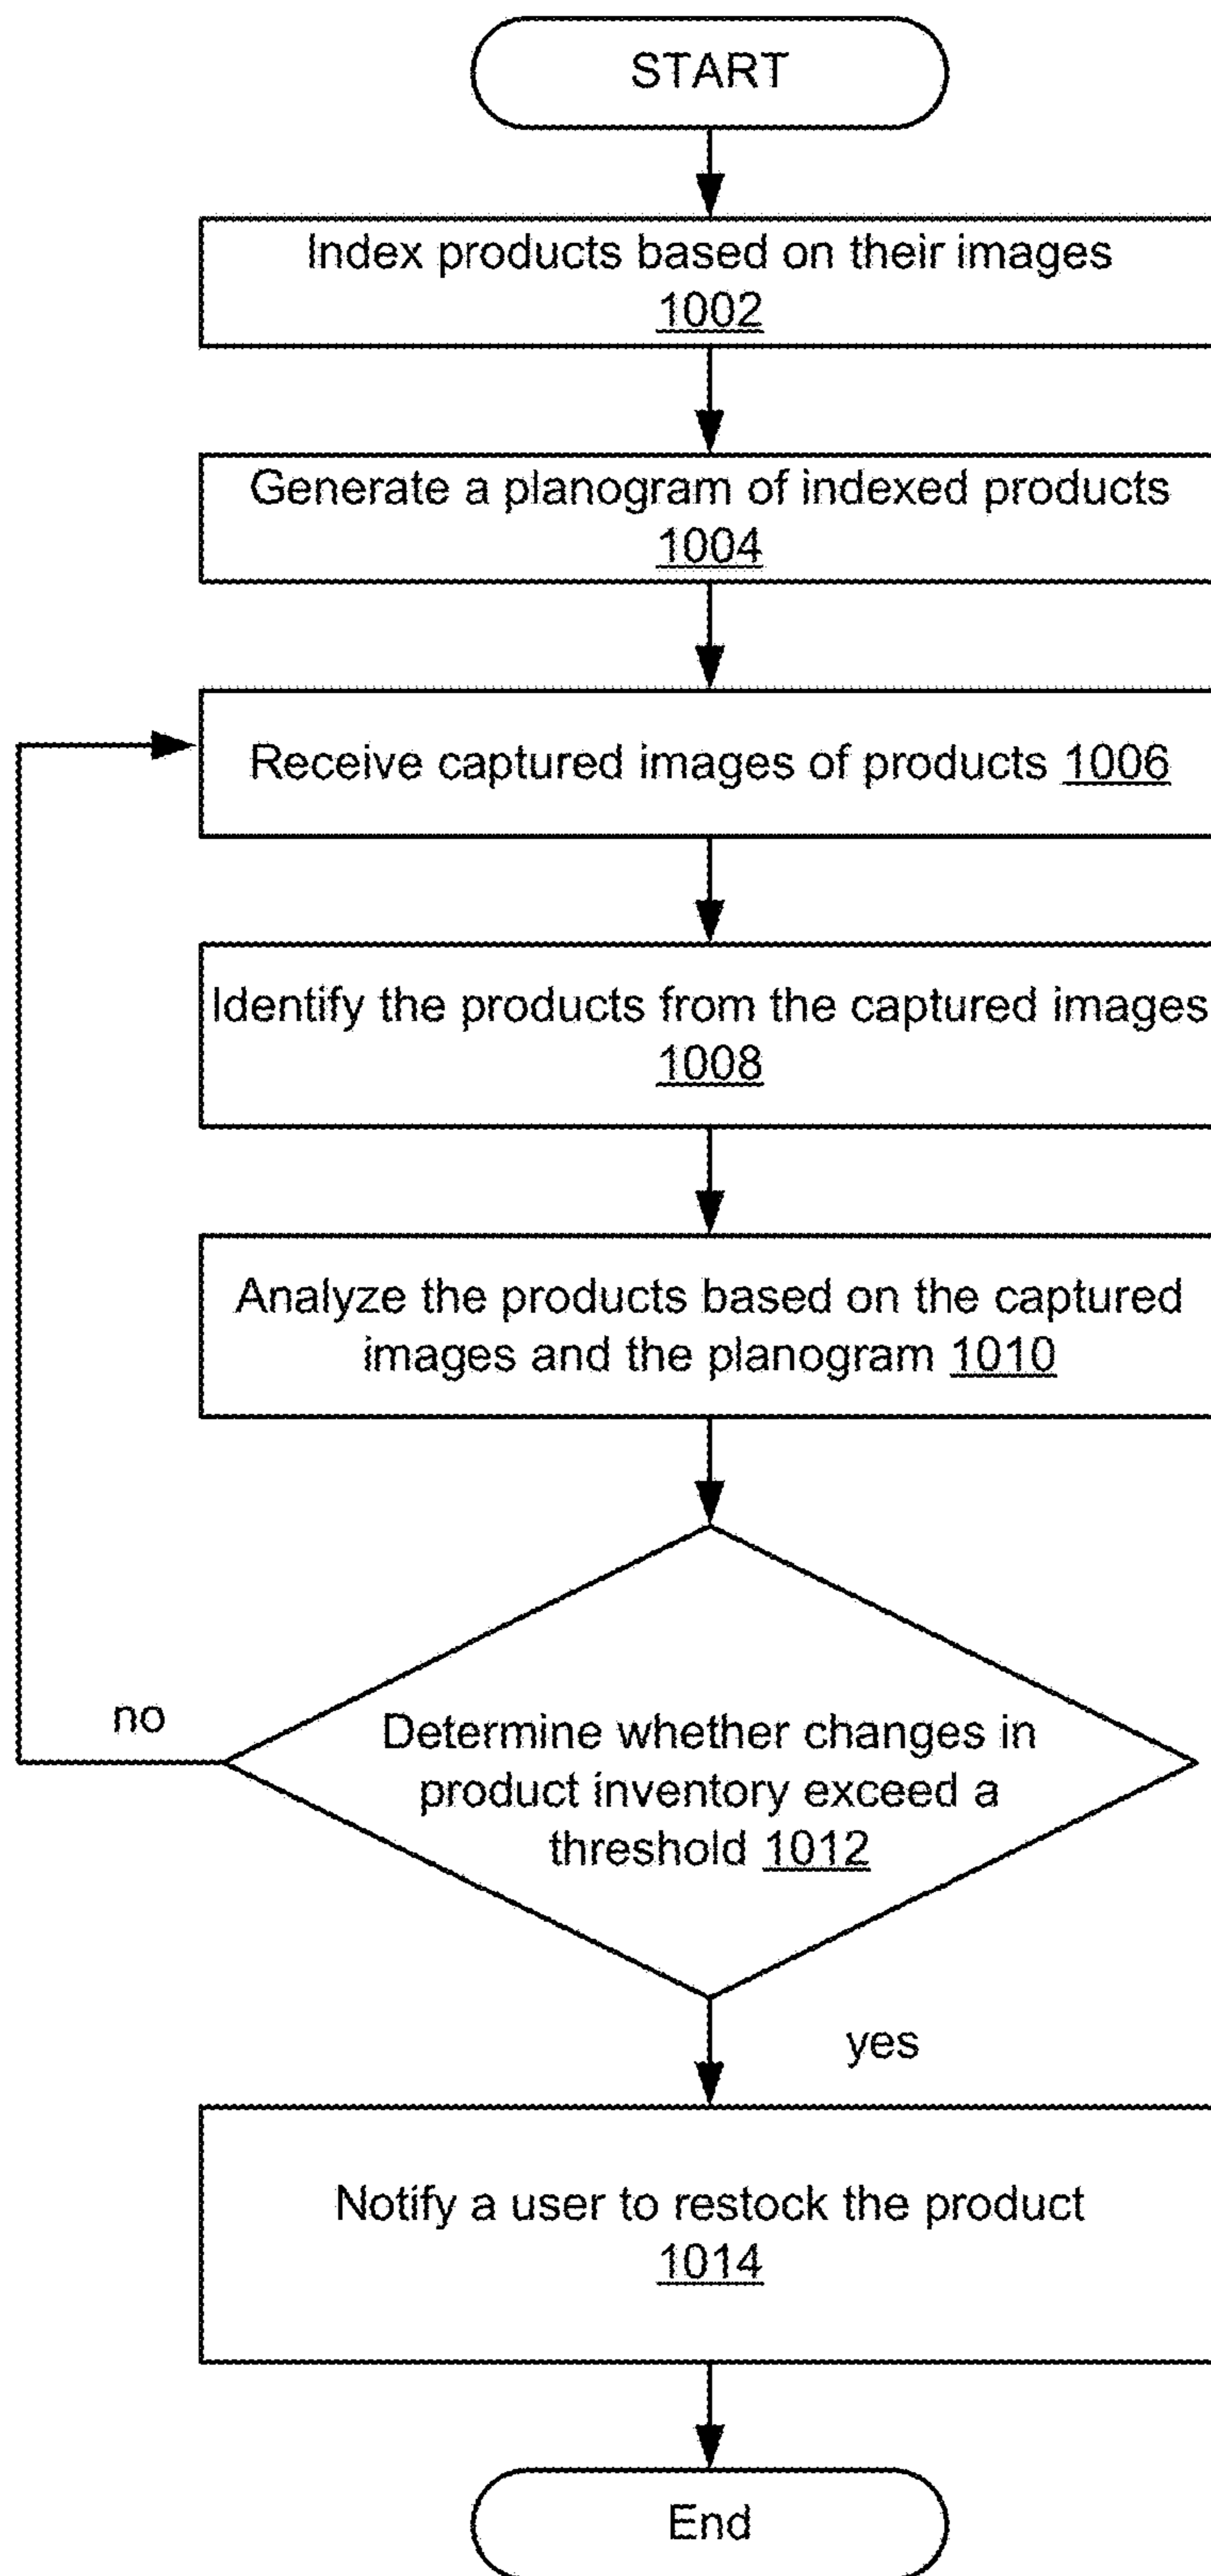 START
Index products based on their images
1002
Generate a planogram of indexed products
1004
Receive captured images of products 1006
Identify the products from the captured images
1008
Analyze the products based on the captured
images and the planogram 1010
no
Determine whether changes in
product inventory exceed a
threshold 1012
yes
Notify a user to restock the product
1014
End